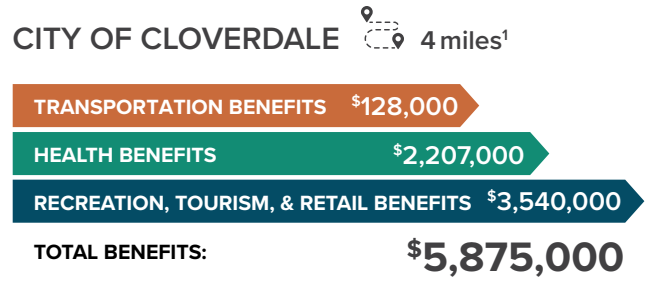 CITY OF CLOVERDALE 4 miles¹
TRANSPORTATION BENEFITS $128,000
HEALTH BENEFITS $2,207,000
RECREATION, TOURISM, & RETAIL BENEFITS $3,540,000
TOTAL BENEFITS: $5,875,000